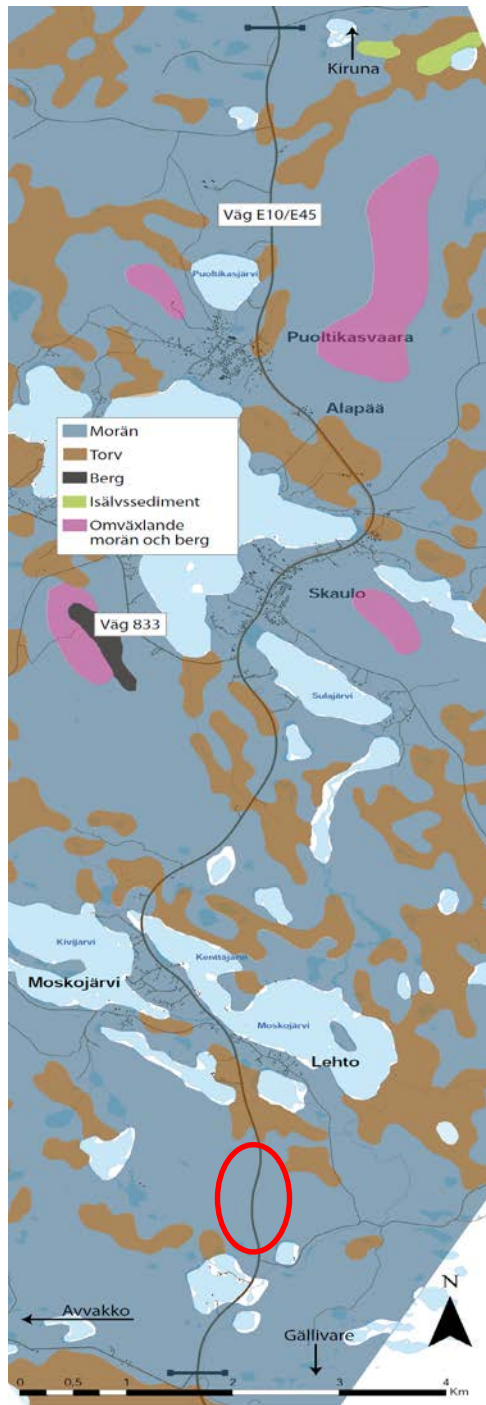 Kiruna
Väg E10/E45
Puoltikasjärvi
Puoltikasvaara
Alapää
Morän
Torv
Berg
Isälvssediment
Omväxlande
morän och berg
Skaulo
Väg 833
Sulajärvi
Kivijärvi
Kenttäjärvi
Moskojärvi
Moskojärvi
Lehto
N
Avvakko
Gällivare
0 0,5 1 2 3 4
Km